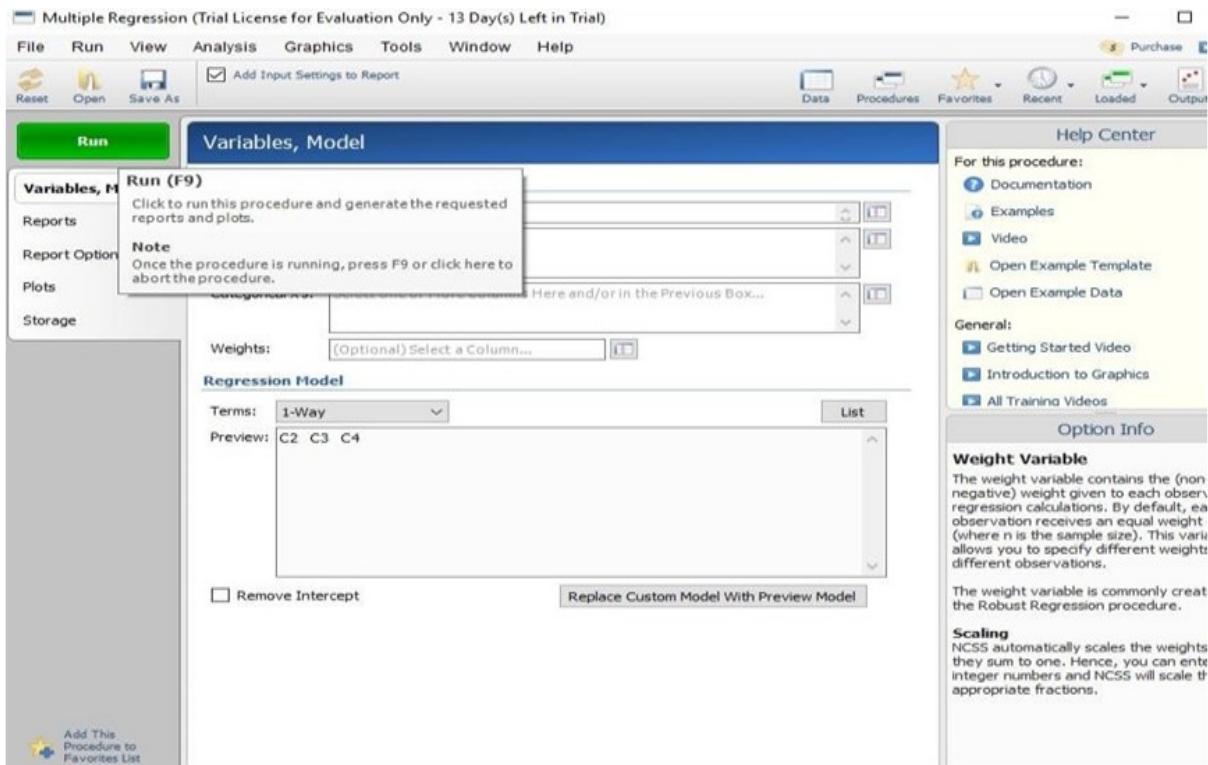 Multiple Regression (Trial License for Evaluation Only - 13 Day(s) Left in Trial)
File Run View Analysis Graphics Tools Window Help
Purchase
Reset Open Save As
Add Input Settings to Report
Data Procedures Favorites Recent Loaded Output
Run
Variables, M
Reports
Report Option
Plots
Storage
Run (F9)
Click to run this procedure and generate the requested
reports and plots.
Note
Once the procedure is running, press F9 or click here to
abort the procedure.
Variables, Model
Here and/or in the Previous Box...
Weights: (Optional) Select a Column...
Regression Model
Terms: 1-Way List
Preview: C2 C3 C4
Remove Intercept
Replace Custom Model With Preview Model
Add This
Procedure to
Favorites List
Help Center
For this procedure:
Documentation
Examples
Video
Open Example Template
Open Example Data
General:
Getting Started Video
Introduction to Graphics
All Training Videos
Option Info
Weight Variable
The weight variable contains the (non
negative) weight given to each observ
regression calculations. By default, ea
observation receives an equal weight
(where n is the sample size). This varia
allows you to specify different weights
different observations.
The weight variable is commonly creat
the Robust Regression procedure.
Scaling
NCSS automatically scales the weights
they sum to one. Hence, you can ente
integer numbers and NCSS will scale th
appropriate fractions.